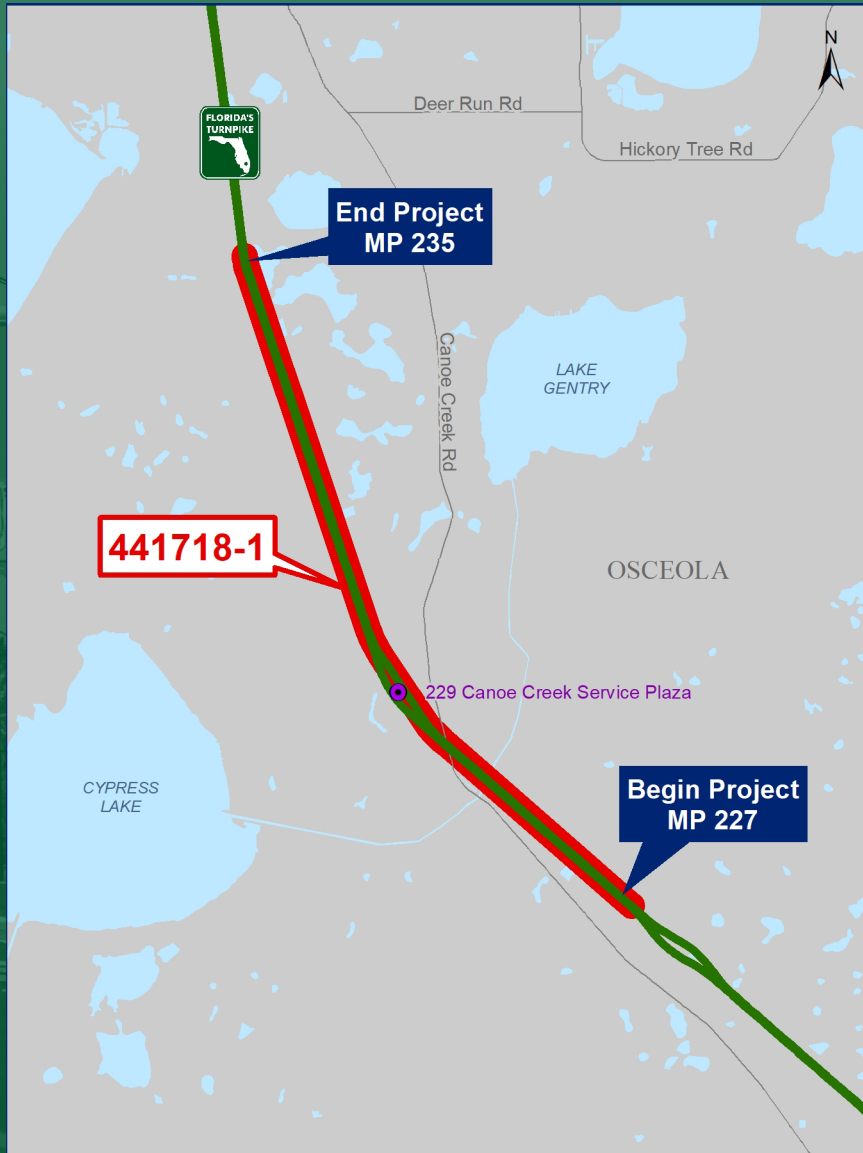 N
Deer Run Rd
FLORIDA'S
TURNPIKE
Hickory Tree Rd
End Project
MP 235
Canoe Creek Rd
LAKE
GENTRY
441718-1
OSCEOLA
229 Canoe Creek Service Plaza
CYPRESS
LAKE
Begin Project
MP 227